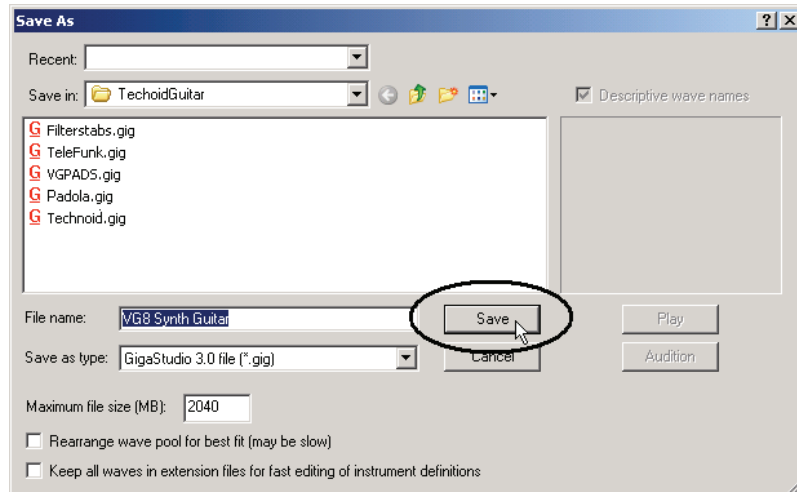 Save As
Recent:
Save in: TechoidGuitar
Descriptive wave names
G Filterstabs.gig
G TeleFunk.gig
G VGPADS.gig
G Padola.gig
G Technoid.gig
File name: VG8 Synth Guitar Save Play
Save as type: GigaStudio 3.0 file (*.gig) Cancel Audition
Maximum file size (MB): 2040
Rearrange wave pool for best fit (may be slow)
Keep all waves in extension files for fast editing of instrument definitions